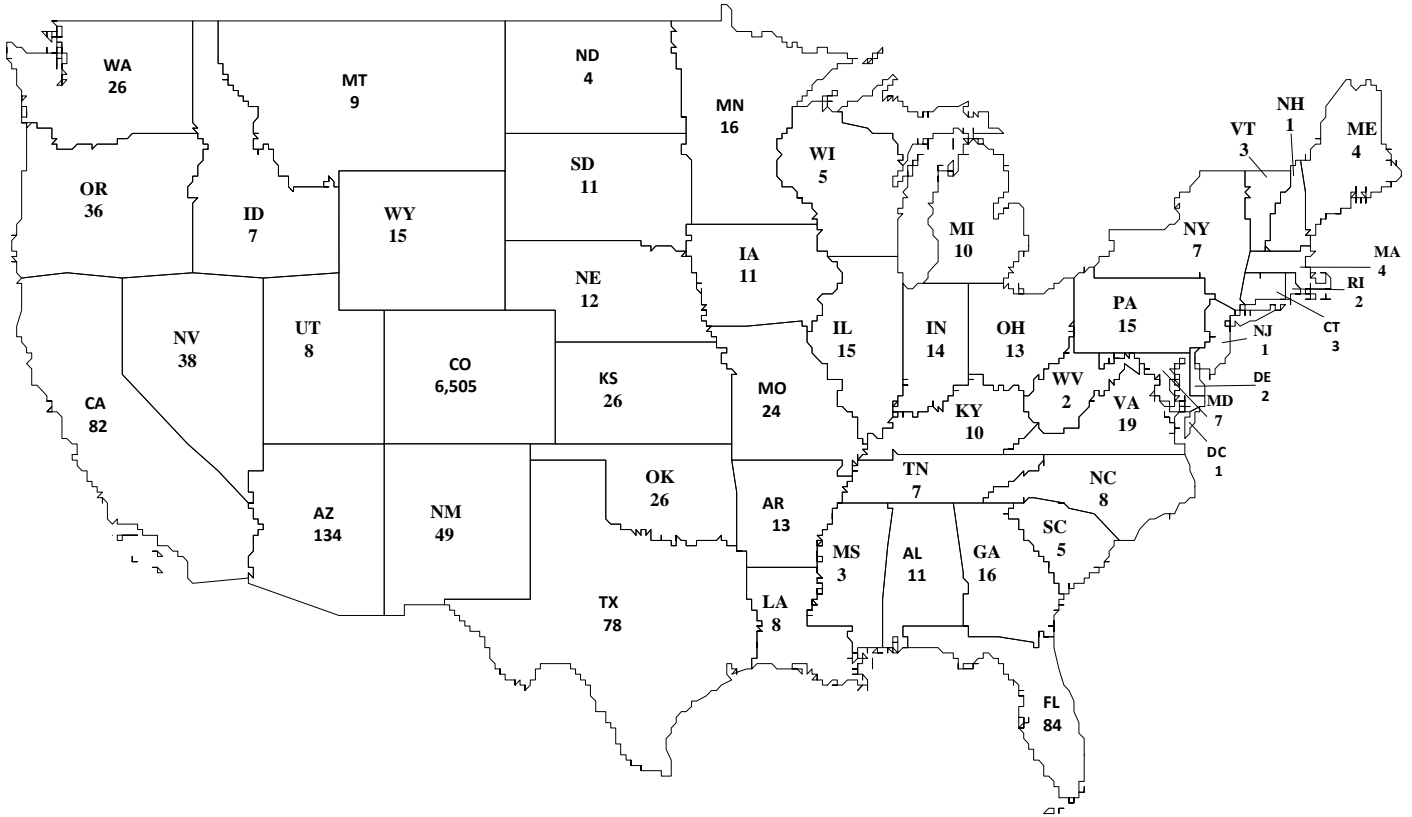 WA
26
MT
9
ND
4
MN
16
NH
1
VT
3
ME
4
OR
36
ID
7
WY
15
SD
11
WI
5
MI
10
NY
7
MA
4
RI
2
CT
3
NE
12
IA
11
PA
15
NJ
1
NV
38
UT
8
CO
6,505
KS
26
MO
24
IL
15
IN
14
OH
13
WV
2
VA
19
DE
2
MD
7
DC
1
CA
82
KY
10
AZ
134
NM
49
OK
26
AR
13
TN
7
NC
8
SC
5
MS
3
AL
11
GA
16
TX
78
LA
8
FL
84